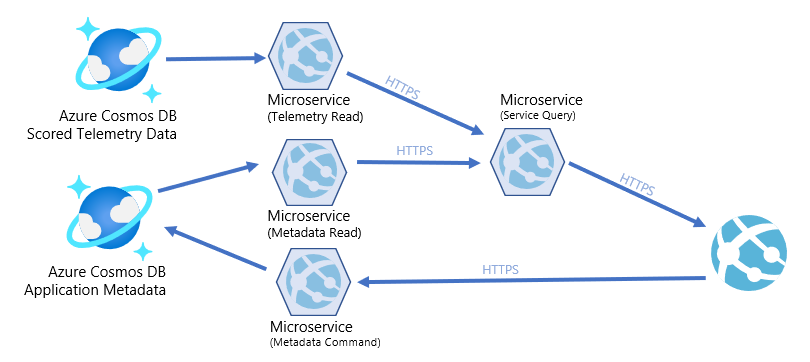 Azure Cosmos DB
Scored Telemetry Data
Microservice
(Telemetry Read)
HTTPS
Microservice
(Service Query)
HTTPS
HTTPS
Microservice
(Metadata Read)
Azure Cosmos DB
Application Metadata
HTTPS
Microservice
(Metadata Command)